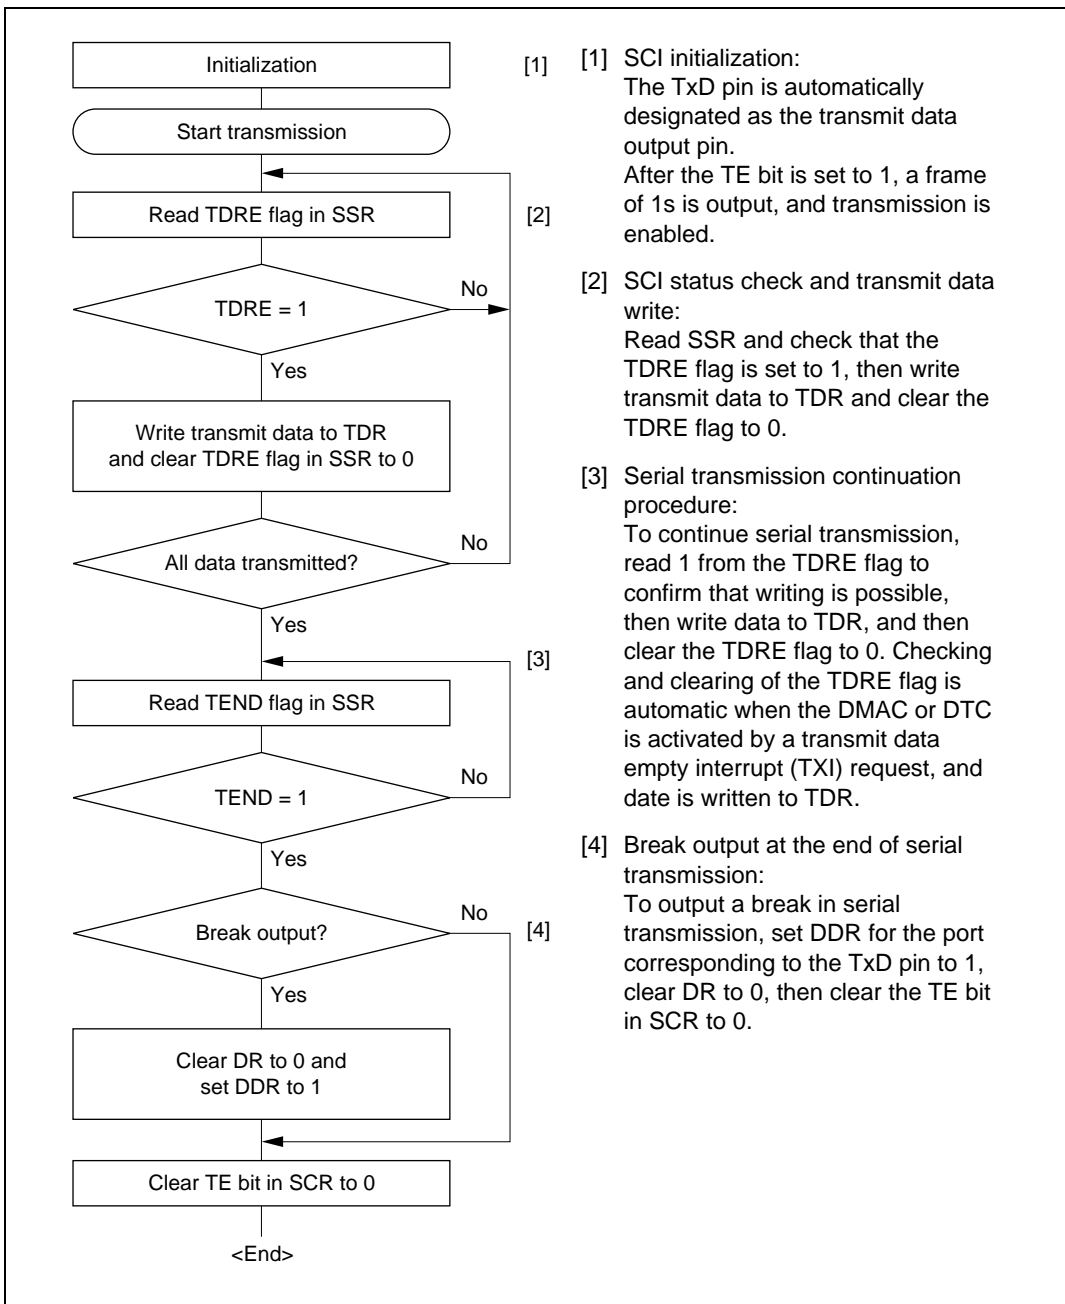 Initialization
[1]
Start transmission
Read TDRE flag in SSR
[2]
TDRE = 1
No
Yes
Write transmit data to TDR
and clear TDRE flag in SSR to 0
All data transmitted?
No
Yes
[3]
Read TEND flag in SSR
TEND = 1
No
Yes
Break output?
No
[4]
Yes
Clear DR to 0 and
set DDR to 1
Clear TE bit in SCR to 0
<End>
[1] SCI initialization:
The TxD pin is automatically
designated as the transmit data
output pin.
After the TE bit is set to 1, a frame
of 1s is output, and transmission is
enabled.
[2] SCI status check and transmit data
write:
Read SSR and check that the
TDRE flag is set to 1, then write
transmit data to TDR and clear the
TDRE flag to 0.
[3] Serial transmission continuation
procedure:
To continue serial transmission,
read 1 from the TDRE flag to
confirm that writing is possible,
then write data to TDR, and then
clear the TDRE flag to 0. Checking
and clearing of the TDRE flag is
automatic when the DMAC or DTC
is activated by a transmit data
empty interrupt (TXI) request, and
date is written to TDR.
[4] Break output at the end of serial
transmission:
To output a break in serial
transmission, set DDR for the port
corresponding to the TxD pin to 1,
clear DR to 0, then clear the TE bit
in SCR to 0.